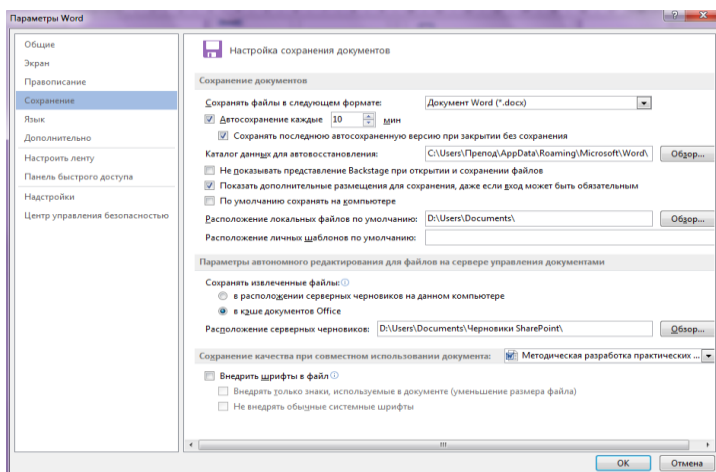 Параметры Word
Общие
Экран
Правописание
Сохранение
Язык
Дополнительно
Настроить ленту
Панель быстрого доступа
Надстройки
Центр управления безопасностью
Настройка сохранения документов
Сохранение документов
Сохранять файлы в следующем формате: Документ Word (*.docx)
Автосохранение каждые 10 мин
Сохранять последнюю автосохраненную версию при закрытии без сохранения
Каталог данных для автовосстановления: C:\Users\Препод\AppData\Roaming\Microsoft\Word\ Обзор...
Не показывать представление Backstage при открытии и сохранении файлов
Показать дополнительные размещения для сохранения, даже если вход может быть обязательным
По умолчанию сохранять на компьютере
Расположение локальных файлов по умолчанию: D:\Users\Documents\ Обзор...
Расположение личных шаблонов по умолчанию:
Параметры автономного редактирования для файлов на сервере управления документами
Сохранять извлеченные файлы:
в расположении серверных черновиков на данном компьютере
в кэше документов Office
Расположение серверных черновиков: D:\Users\Documents\Черновики SharePoint\ Обзор...
Сохранение качества при совместном использовании документа: Методическая разработка практических ...
Внедрить шрифты в файл
Внедрять только знаки, используемые в документе (уменьшение размера файла)
Не внедрять обычные системные шрифты
ОК Отмена